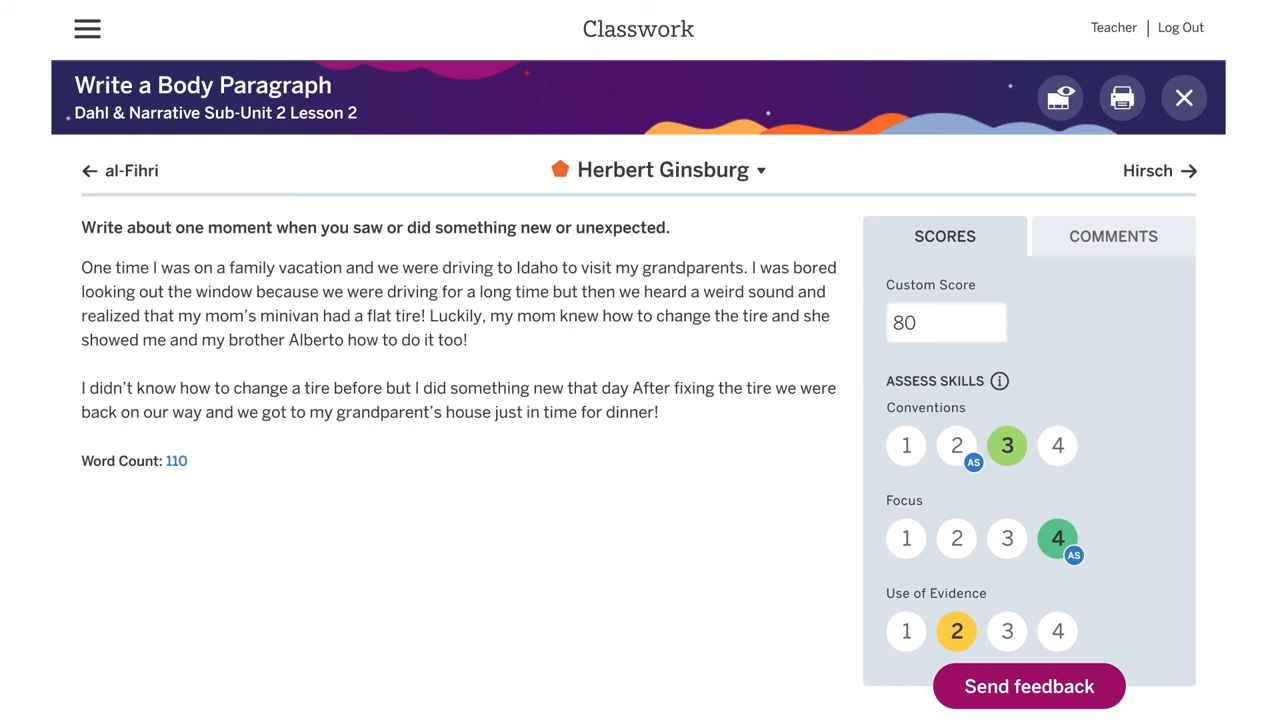 Classwork
Teacher | Log Out
Write a Body Paragraph
Dahl & Narrative Sub-Unit 2 Lesson 2
← al-Fihri
Herbert Ginsburg
Hirsch →
Write about one moment when you saw or did something new or unexpected.
One time I was on a family vacation and we were driving to Idaho to visit my grandparents. I was bored
looking out the window because we were driving for a long time but then we heard a weird sound and
realized that my mom’s minivan had a flat tire! Luckily, my mom knew how to change the tire and she
showed me and my brother Alberto how to do it too!
I didn’t know how to change a tire before but I did something new that day After fixing the tire we were
back on our way and we got to my grandparent’s house just in time for dinner!
Word Count: 110
SCORES
COMMENTS
Custom Score
80
ASSESS SKILLS
Conventions
1 2 3 4
AS
Focus
1 2 3 4
AS
Use of Evidence
1 2 3 4
Send feedback